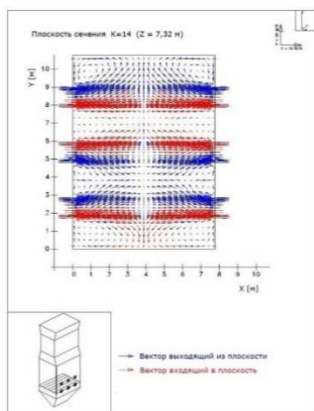 Плоскость сечения K=14 (Z = 7,32 м)
Y [м]
10
9
8
7
6
5
4
3
2
1
0
0 1 2 3 4 5 6 7 8 9 10
X [м]
Вектор выходящий из плоскости
Вектор входящий в плоскость